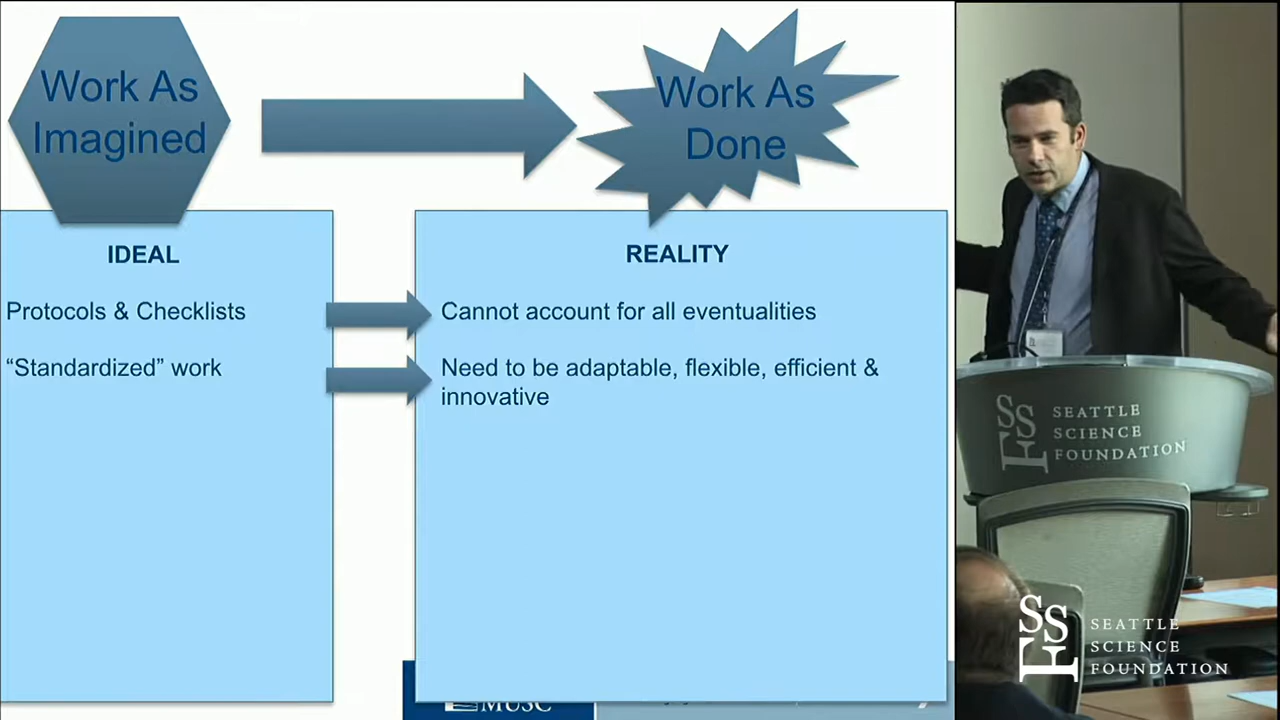 Work As
Imagined
Work As
Done
IDEAL
Protocols & Checklists
“Standardized” work
REALITY
Cannot account for all eventualities
Need to be adaptable, flexible, efficient &
innovative
MUSC
SEATTLE
SCIENCE
FOUNDATION
SEATTLE
SCIENCE
FOUNDATION